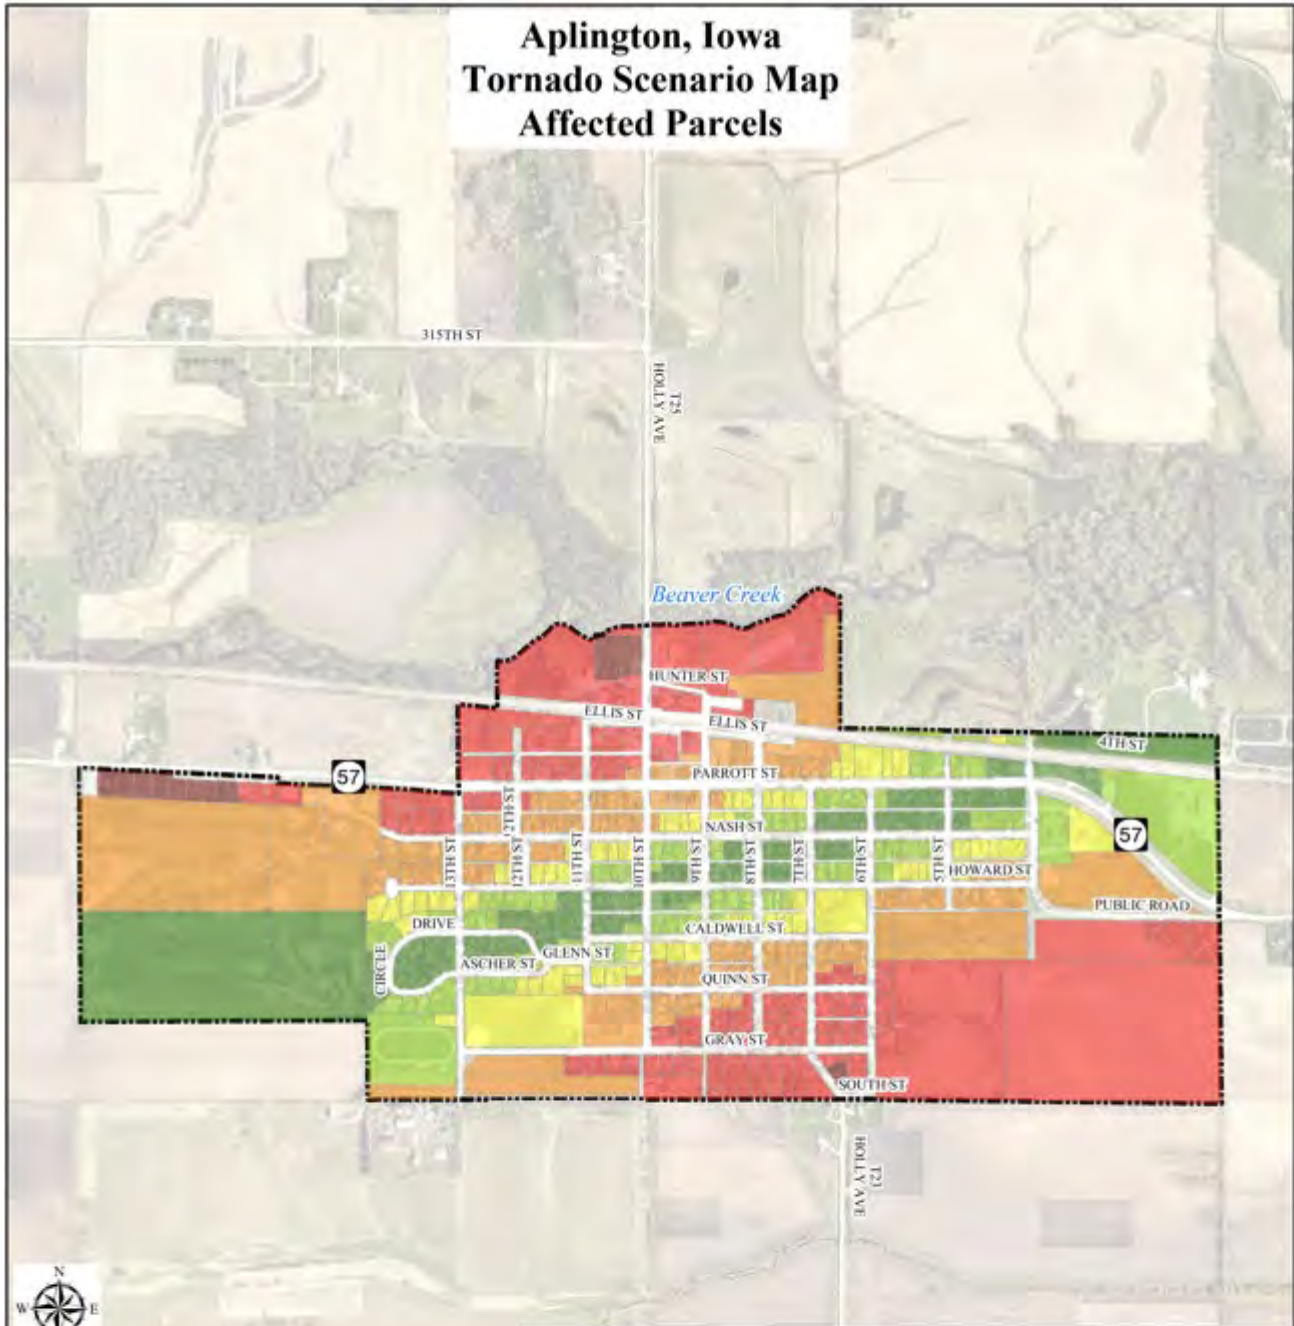 Aplington, Iowa
Tornado Scenario Map
Affected Parcels
315TH ST
T25
HOLLY AVE
Beaver Creek
HUNTER ST
ELLIS ST
ELLIS ST
4TH ST
57
PARROTT ST
12TH ST
NASH ST
57
13TH ST
12TH ST
11TH ST
10TH ST
9TH ST
8TH ST
7TH ST
6TH ST
5TH ST
HOWARD ST
PUBLIC ROAD
DRIVE
CALDWELL ST
GLENN ST
CIRCLE
ASCHER ST
QUINN ST
GRAY ST
SOUTH ST
T23
HOLLY AVE
N
W
E